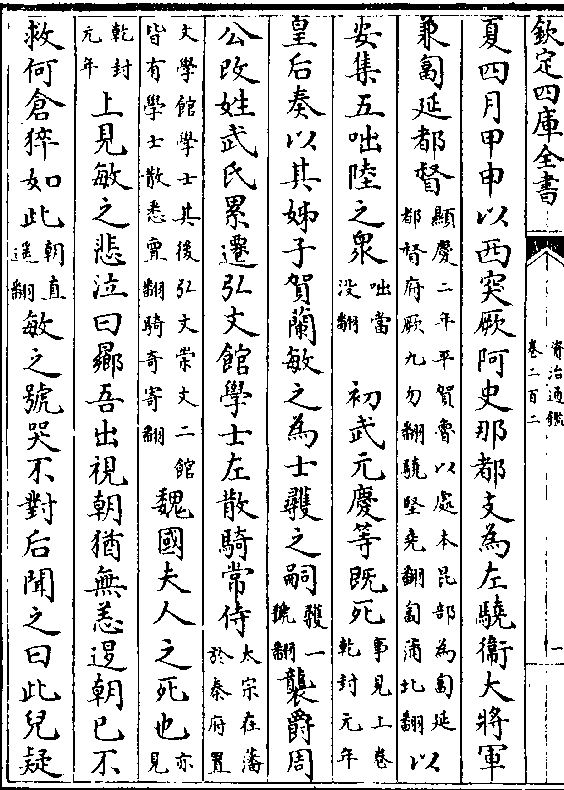 欽定四庫全書
資治通鑑
卷二百二
一
夏四月甲申以西突厥阿史那都支為左驍衞大將軍
兼匐延都督顯慶二年平賀魯以處木昆部為匐延都督府厥九勿翻驍堅堯翻匐蒲北翻以
安集五咄陸之衆咄當没翻 初武元慶等既死事見上卷乾封元年
皇后奏以其姊子賀蘭敏之為士彠之嗣彠一虢翻襲爵周
公改姓武氏累遷弘文館學士左散騎常侍太宗在藩於秦府置
文學館學士其後弘文崇文二館皆有學士散悉亶翻騎奇寄翻魏國夫人之死也亦見
乾封元年上見敏之悲泣曰曏吾出視朝猶無恙退朝已不
救何倉猝如此朝直遥翻敏之號哭不對后聞之曰此兒疑